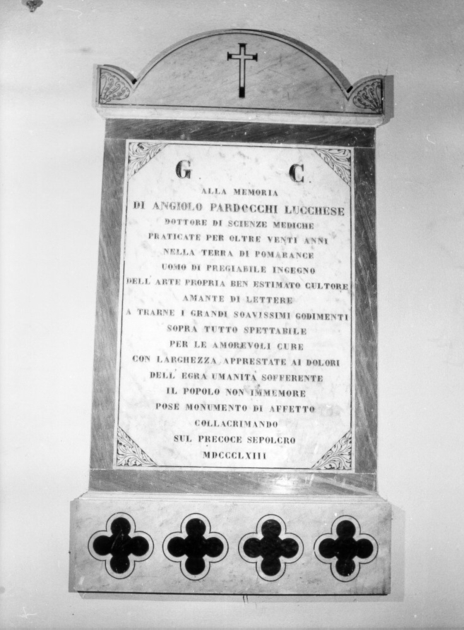 G. C.
ALLA MEMORIA
DI ANGIOLO PARDOCCHI LUCCHESE
DOTTORE DI SCIENZE MEDICHE
PRATICATE PER OLTRE VENTI ANNI
NELLA TERRA DI POMARANCE
UOMO DI PREGIABILE INGEGNO
DELL'ARTE PROPRIA BEN ESTIMATO CULTORE
AMANTE DI LETTERE
A TRARNE I GRANDI SOAVISSIMI GODIMENTI
SOPRA TUTTO SPETTABILE
PER LE AMOREVOLI CURE
CON LARGHEZZA APPRESTATE AI DOLORI
DELL'EGRA UMANITÀ SOFFERENTE
IL POPOLO NON IMMEMORE
POSE MONUMENTO DI AFFETTO
COLLACRIMANDO
SUL PRECOCE SEPOLCRO
MDCCCLXIII